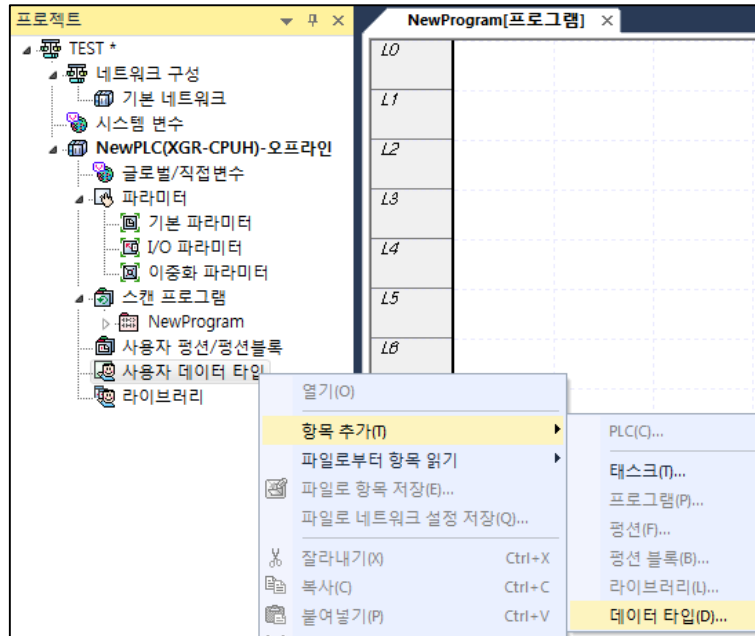 프로젝트
NewProgram[프로그램]
TEST *
네트워크 구성
기본 네트워크
시스템 변수
NewPLC(XGR-CPUH)-오프라인
글로벌/직접변수
파라미터
기본 파라미터
I/O 파라미터
이중화 파라미터
스캔 프로그램
NewProgram
사용자 펑션/펑션블록
사용자 데이터 타입
라이브러리
L0
L1
L2
L3
L4
L5
L6
열기(O)
항목 추가(T)
파일로부터 항목 읽기
파일로 항목 저장(E)...
파일로 네트워크 설정 저장(Q)...
잘라내기(X) Ctrl+X
복사(C) Ctrl+C
붙여넣기(P) Ctrl+V
PLC(C)...
태스크(T)...
프로그램(P)...
펑션(F)...
펑션 블록(B)...
라이브러리(L)...
데이터 타입(D)...